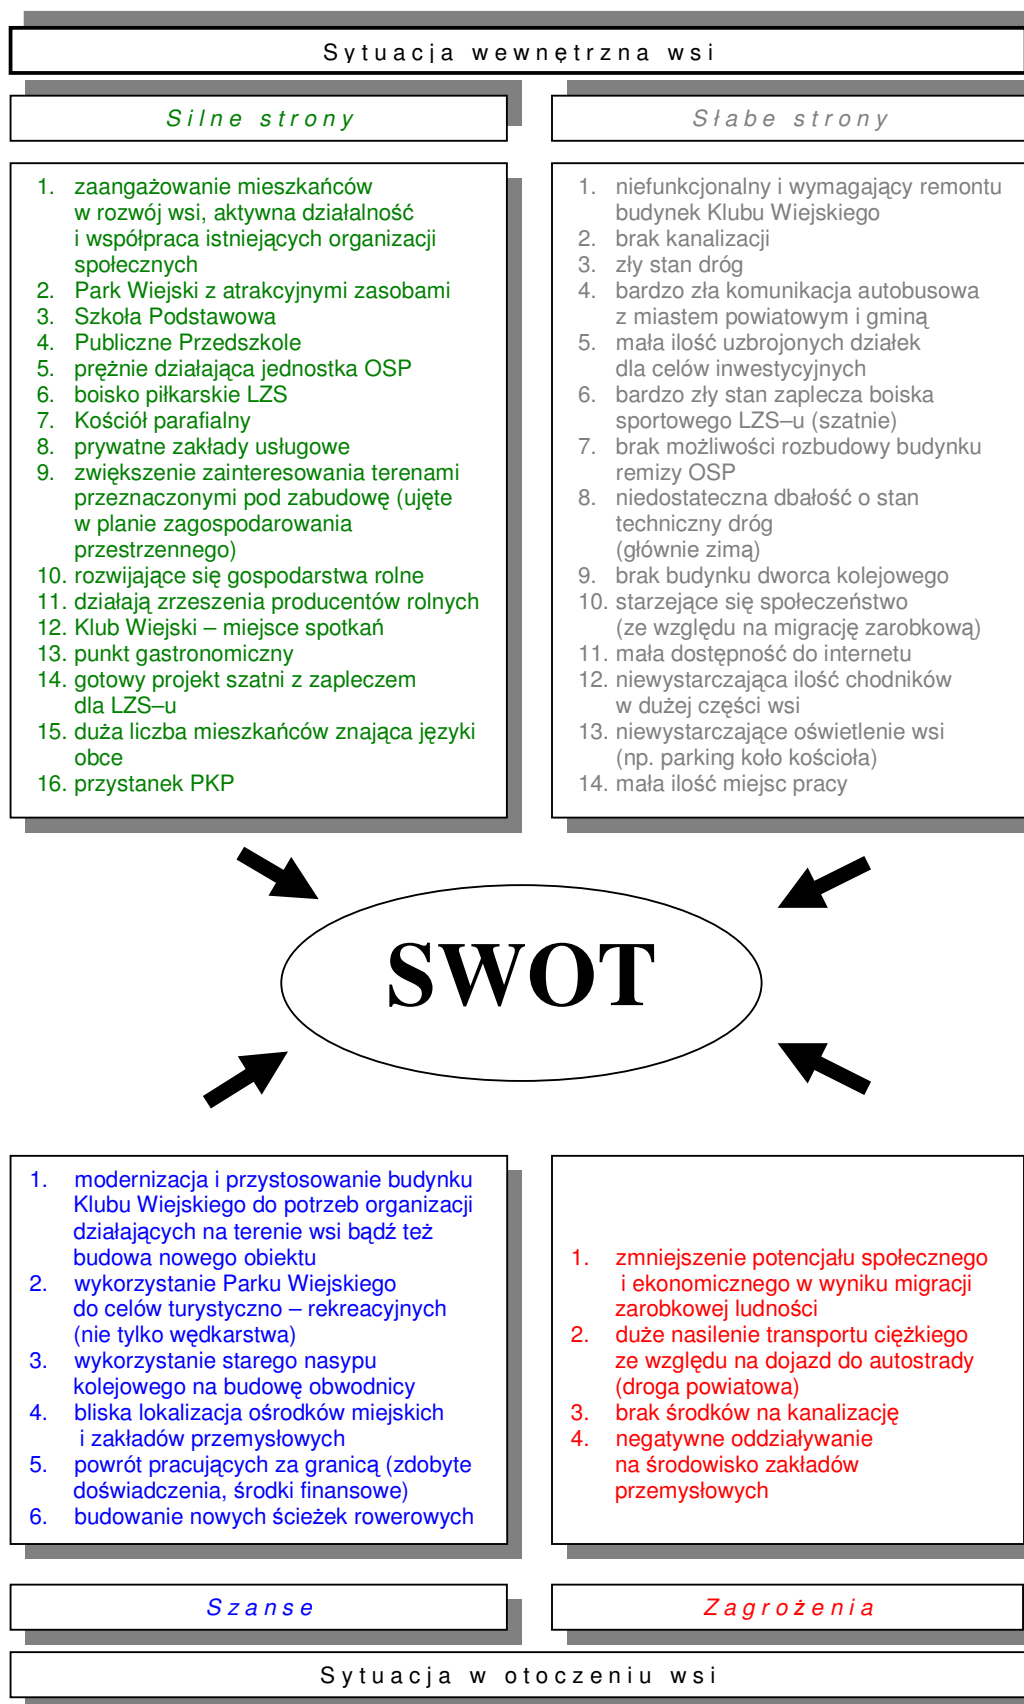 Sytuacja wewnętrzna wsi
Silne strony
1. zaangażowanie mieszkańców
w rozwój wsi, aktywna działalność
i współpraca istniejących organizacji
społecznych
2. Park Wiejski z atrakcyjnymi zasobami
3. Szkoła Podstawowa
4. Publiczne Przedszkole
5. prężnie działająca jednostka OSP
6. boisko piłkarskie LZS
7. Kościół parafialny
8. prywatne zakłady usługowe
9. zwiększenie zainteresowania terenami
przeznaczonymi pod zabudowę (ujęte
w planie zagospodarowania
przestrzennego)
10. rozwijające się gospodarstwa rolne
11. działają zrzeszenia producentów rolnych
12. Klub Wiejski – miejsce spotkań
13. punkt gastronomiczny
14. gotowy projekt szatni z zapleczem
dla LZS–u
15. duża liczba mieszkańców znająca języki
obce
16. przystanek PKP
Słabe strony
1. niefunkcjonalny i wymagający remontu
budynek Klubu Wiejskiego
2. brak kanalizacji
3. zły stan dróg
4. bardzo zła komunikacja autobusowa
z miastem powiatowym i gminą
5. mała ilość uzbrojonych działek
dla celów inwestycyjnych
6. bardzo zły stan zaplecza boiska
sportowego LZS–u (szatnie)
7. brak możliwości rozbudowy budynku
remizy OSP
8. niedostateczna dbałość o stan
techniczny dróg
(głównie zimą)
9. brak budynku dworca kolejowego
10. starzejące się społeczeństwo
(ze względu na migrację zarobkową)
11. mała dostępność do internetu
12. niewystarczająca ilość chodników
w dużej części wsi
13. niewystarczające oświetlenie wsi
(np. parking koło kościoła)
14. mała ilość miejsc pracy
SWOT
1. modernizacja i przystosowanie budynku
Klubu Wiejskiego do potrzeb organizacji
działających na terenie wsi bądź też
budowa nowego obiektu
2. wykorzystanie Parku Wiejskiego
do celów turystyczno – rekreacyjnych
(nie tylko wędkarstwa)
3. wykorzystanie starego nasypu
kolejowego na budowę obwodnicy
4. bliska lokalizacja ośrodków miejskich
i zakładów przemysłowych
5. powrót pracujących za granicą (zdobyte
doświadczenia, środki finansowe)
6. budowanie nowych ścieżek rowerowych
Szanse
1. zmniejszenie potencjału społecznego
i ekonomicznego w wyniku migracji
zarobkowej ludności
2. duże nasilenie transportu ciężkiego
ze względu na dojazd do autostrady
(droga powiatowa)
3. brak środków na kanalizację
4. negatywne oddziaływanie
na środowisko zakładów
przemysłowych
Zagrożenia
Sytuacja w otoczeniu wsi